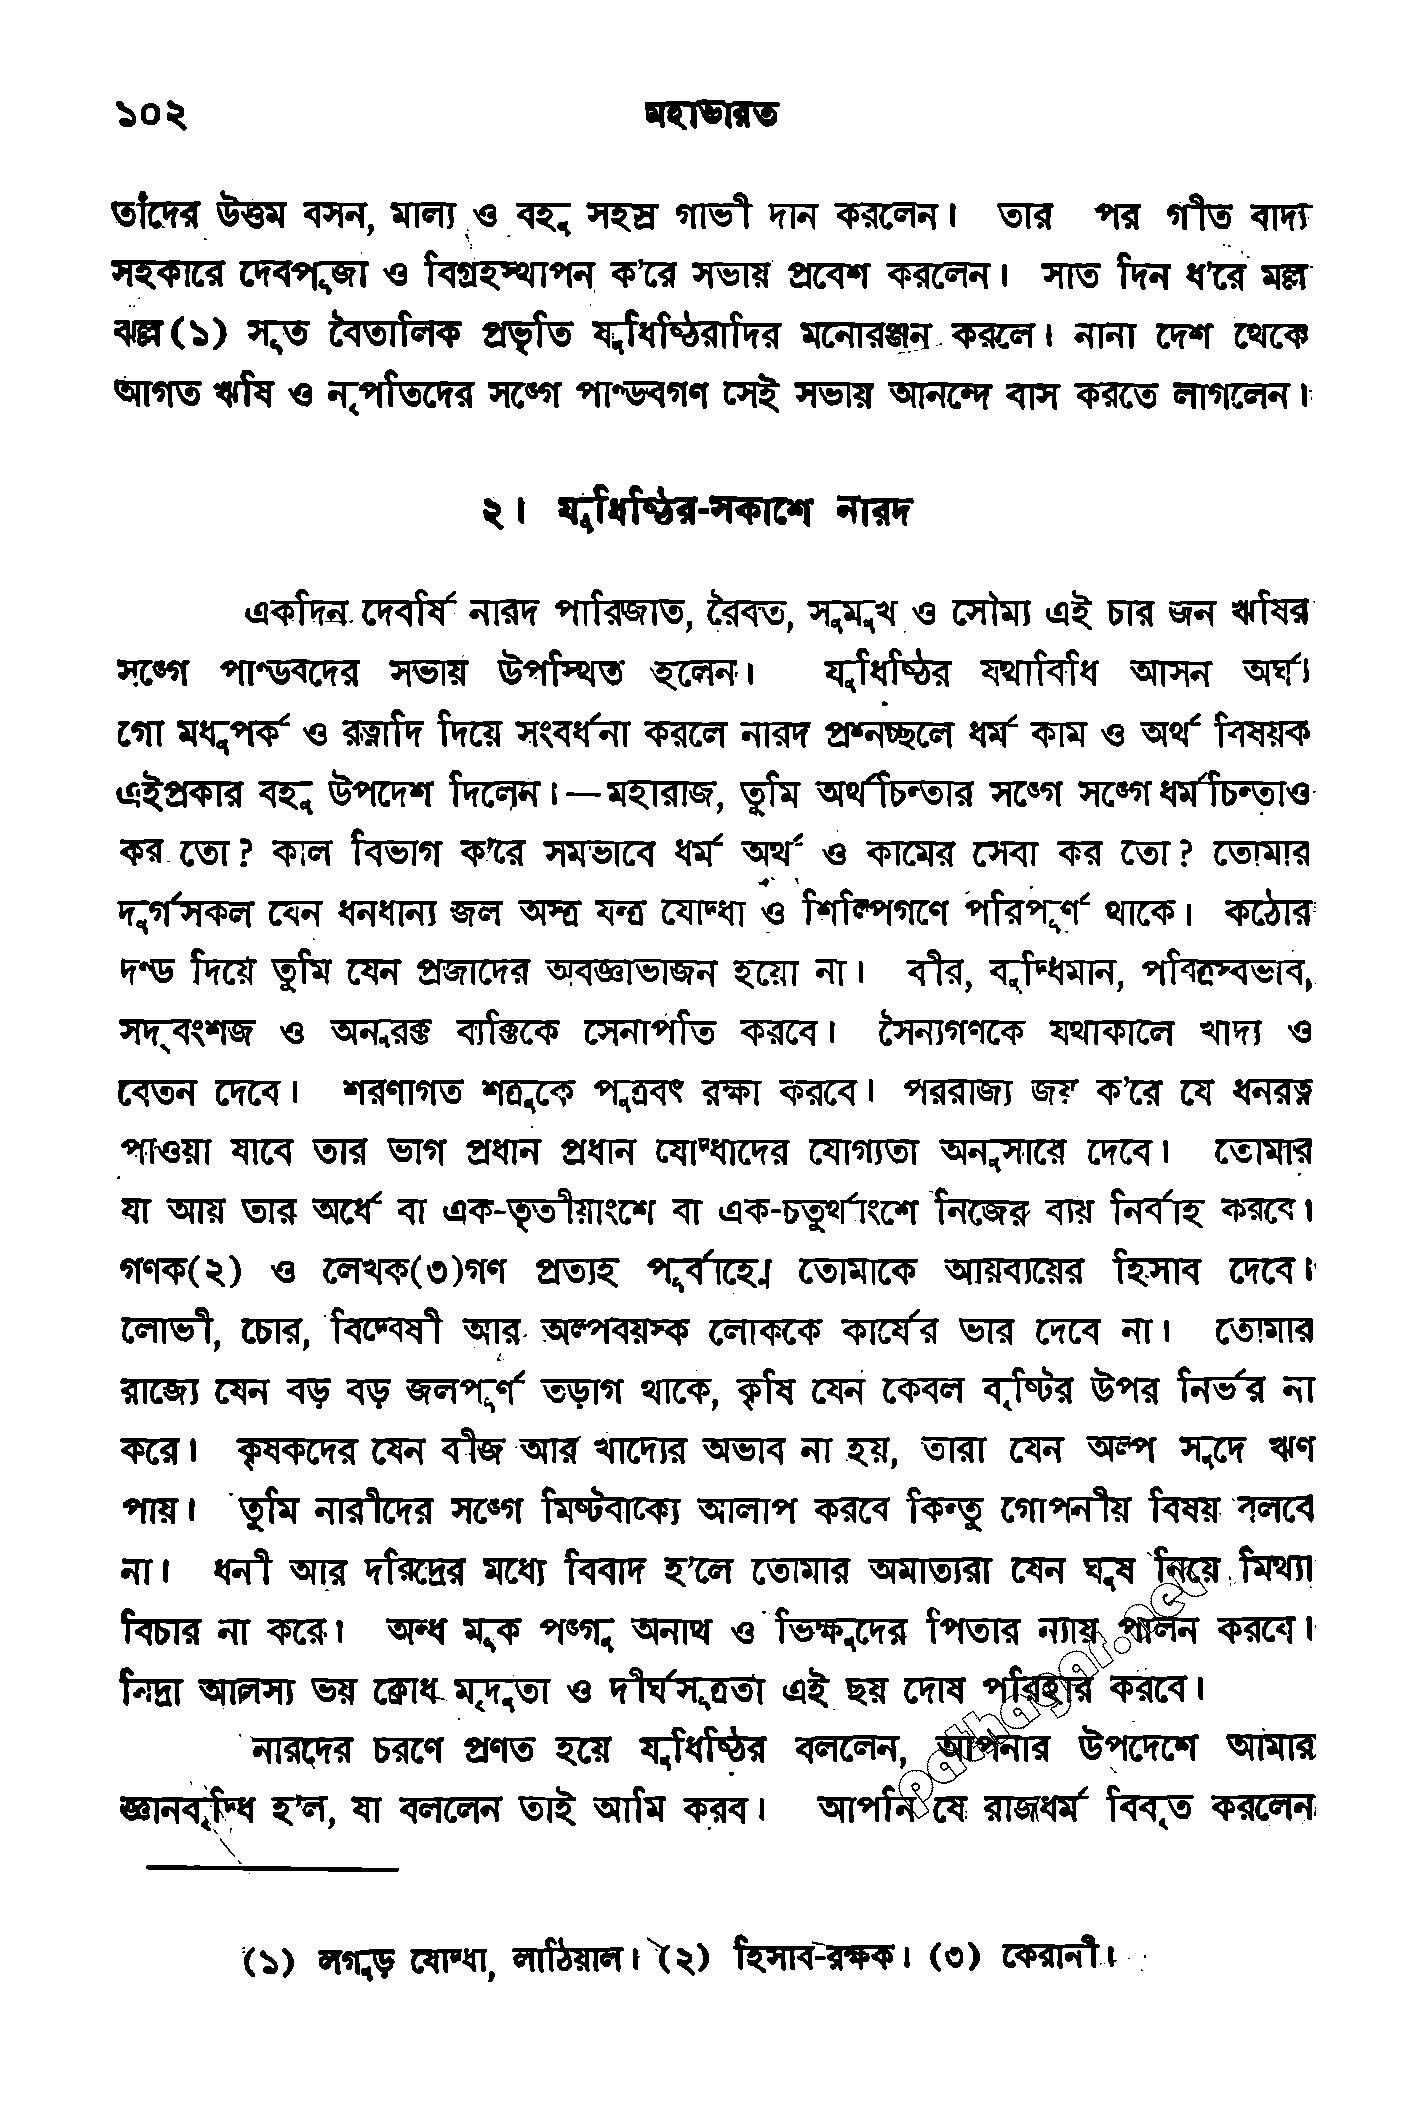 ১০২ মহাভারত
তাঁদের উত্তম বসন, মাল্য ও বহু সহস্র গাভী দান করলেন। তার পর গীত বাদ্য
সহকারে দেবপূজা ও বিগ্রহস্থাপন ক'রে সভায় প্রবেশ করলেন। সাত দিন ধ'রে মল্ল
ঝল্ল(১) সূত বৈতালিক প্রভৃতি যুধিষ্ঠিরাদির মনোরঞ্জন করলে। নানা দেশ থেকে
আগত ঋষি ও নৃপতিদের সঙ্গে পাণ্ডবগণ সেই সভায় আনন্দে বাস করতে লাগলেন।
২। যুধিষ্ঠির-সকাশে নারদ
একদিন দেবর্ষি নারদ পারিজাত, রৈবত, সুমুখ ও সৌম্য এই চার জন ঋষির
সঙ্গে পাণ্ডবদের সভায় উপস্থিত হলেন। যুধিষ্ঠির যথাবিধি আসন অর্ঘ্য
গো মধুপর্ক ও রত্নাদি দিয়ে সংবর্ধনা করলে নারদ প্রশ্নচ্ছলে ধর্ম কাম ও অর্থ বিষয়ক
এইপ্রকার বহু উপদেশ দিলেন।—মহারাজ, তুমি অর্থচিন্তার সঙ্গে সঙ্গে ধর্মচিন্তাও
কর তো? কাল বিভাগ ক'রে সমভাবে ধর্ম অর্থ ও কামের সেবা কর তো? তোমার
দুর্গসকল যেন ধনধান্য জল অস্ত্র যন্ত্র যোদ্ধা ও শিল্পিগণে পরিপূর্ণ থাকে। কঠোর
দণ্ড দিয়ে তুমি যেন প্রজাদের অবজ্ঞাভাজন হয়ো না। বীর, বুদ্ধিমান, পবিত্রস্বভাব,
সদ্‌বংশজ ও অনুরক্ত ব্যক্তিকে সেনাপতি করবে। সৈন্যগণকে যথাকালে খাদ্য ও
বেতন দেবে। শরণাগত শত্রুকে পুত্রবৎ রক্ষা করবে। পররাজ্য জয় ক'রে যে ধনরত্ন
পাওয়া যাবে তার ভাগ প্রধান প্রধান যোদ্ধাদের যোগ্যতা অনুসারে দেবে। তোমার
যা আয় তার অর্ধে বা এক-তৃতীয়াংশে বা এক-চতুর্থাংশে নিজের ব্যয় নির্বাহ করবে।
গণক(২) ও লেখক(৩)গণ প্রত্যহ পূর্বাহ্ণে তোমাকে আয়ব্যয়ের হিসাব দেবে।
লোভী, চোর, বিদ্বেষী আর অল্পবয়স্ক লোককে কার্যের ভার দেবে না। তোমার
রাজ্যে যেন বড় বড় জলপূর্ণ তড়াগ থাকে, কৃষি যেন কেবল বৃষ্টির উপর নির্ভর না
করে। কৃষকদের যেন বীজ আর খাদ্যের অভাব না হয়, তারা যেন অল্প সুদে ঋণ
পায়। তুমি নারীদের সঙ্গে মিষ্টবাক্যে আলাপ করবে কিন্তু গোপনীয় বিষয় বলবে
না। ধনী আর দরিদ্রের মধ্যে বিবাদ হ'লে তোমার অমাত্যরা যেন ঘুষ নিয়ে মিথ্যা
বিচার না করে। অন্ধ মূক পঙ্গু অনাথ ও ভিক্ষুদের পিতার ন্যায় পালন করবে।
নিদ্রা আলস্য ভয় ক্রোধ মৃদুতা ও দীর্ঘসূত্রতা এই ছয় দোষ পরিহার করবে।
নারদের চরণে প্রণত হয়ে যুধিষ্ঠির বললেন, আপনার উপদেশে আমার
জ্ঞানবৃদ্ধি হ'ল, যা বললেন তাই আমি করব। আপনি যে রাজধর্ম বিবৃত করলেন
(১) লগুড় যোদ্ধা, লাঠিয়াল। (২) হিসাব-রক্ষক। (৩) কেরানী।
pathagar.net